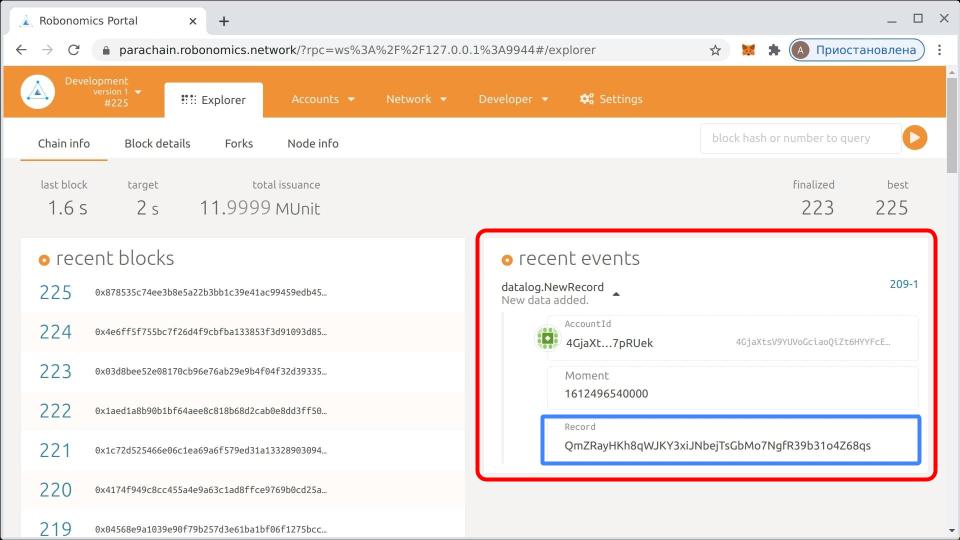 Robonomics Portal
parachain.robonomics.network/?rpc=ws%3A%2F%2F127.0.0.1%3A9944#/explorer
A Приостановлена
Development
version 1
#225
Explorer
Accounts
Network
Developer
Settings
Chain info
Block details
Forks
Node info
block hash or number to query
last block
target
total issuance
finalized
best
1.6 s
2 s
11.9999 MUnit
223
225
recent blocks
225 0x878535c74ee3b8e5a22b3bb1c39e41ac99459edb45…
224 0x4e6ff5f755bc7f26d4f9cbfba133853f3d91093d85…
223 0x03d8bee52e08170cb96e76ab29e9b4f04f32d39335…
222 0x1aed1a8b90b1bf64aee8c818b68d2cab0e8dd3ff50…
221 0x1c72d525466e06c1ea69a6f579ed31a13328903094…
220 0x4174f949c8cc455a4e9a63c1ad8ffce9769b0cd25a…
219 0x04568e9a1039e90f79b257d3e61ba1bf06f1275bcc…
recent events
datalog.NewRecord
209-1
New data added.
AccountId
4GjaXt…7pRUek
4GjaXtsV9YUVoGciaoQiZt6HYYFcE…
Moment
1612496540000
Record
QmZRayHKh8qWJKY3xiJNbejTsGbMo7NgfR39b31o4Z68qs